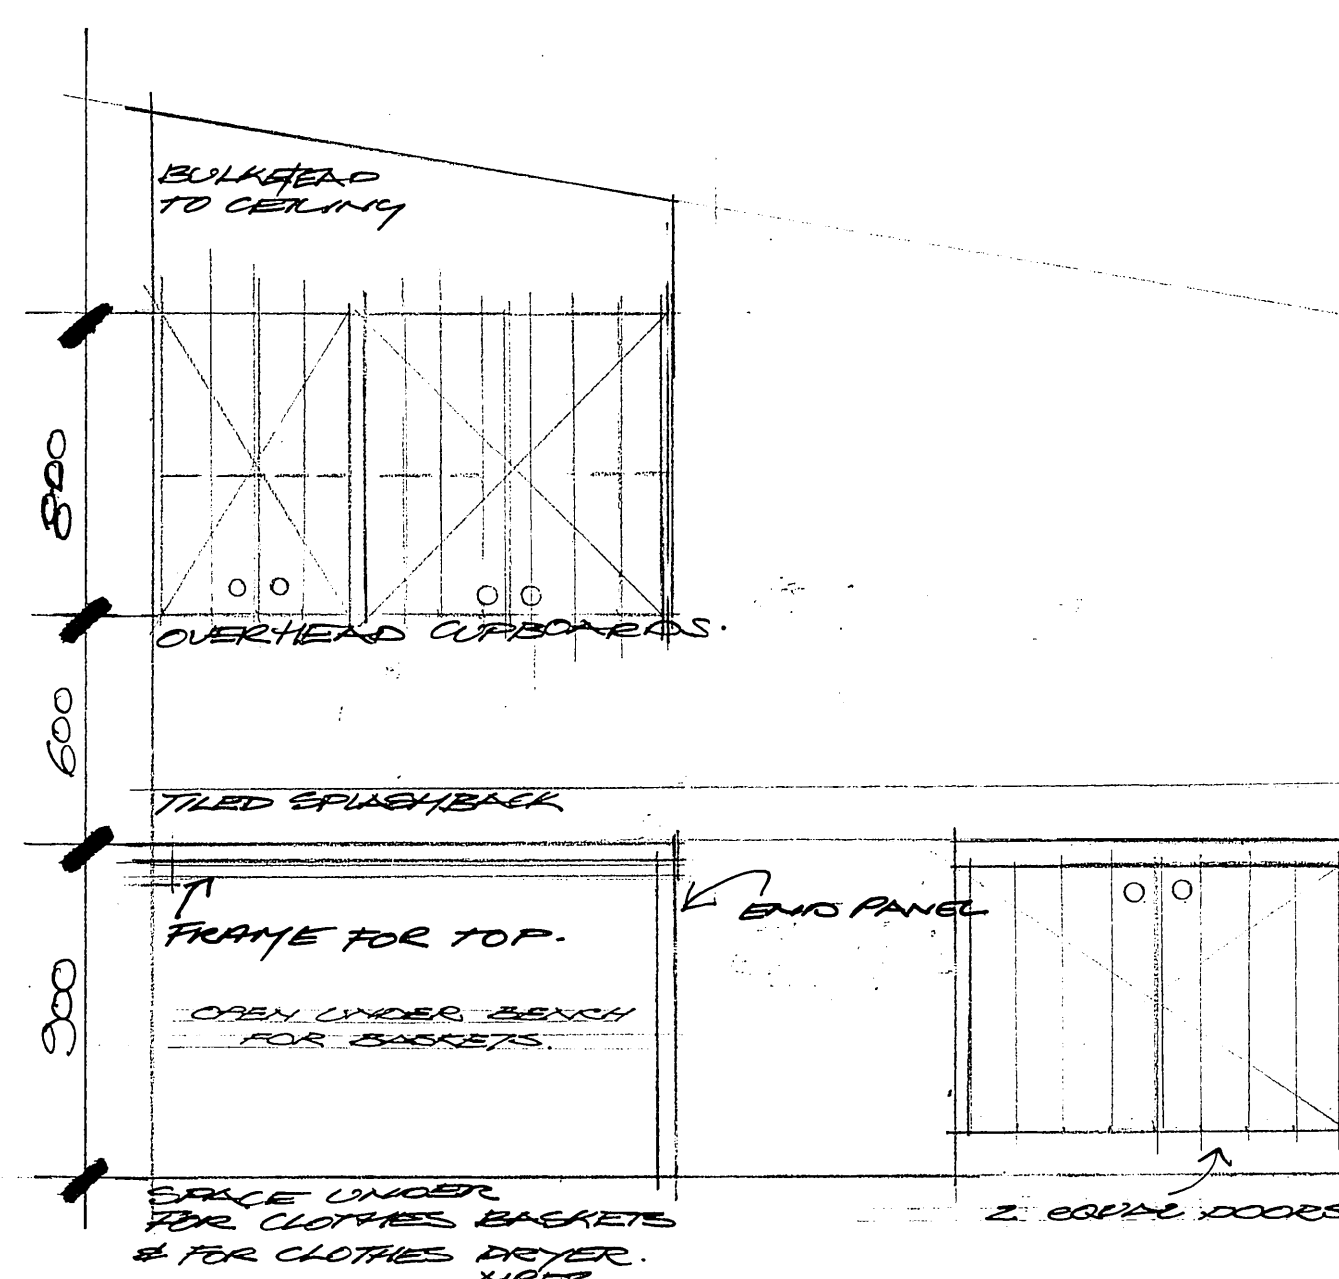 BULKHEAD
TO CEILING
800
OVERHEAD CUPBOARDS.
600
TILED SPLASHBACK
END PANEL
FRAME FOR TOP.
900
OPEN UNDER BENCH
FOR BASKETS.
SPACE UNDER
FOR CLOTHES BASKETS
& FOR CLOTHES DRYER.
2 EQUAL DOORS